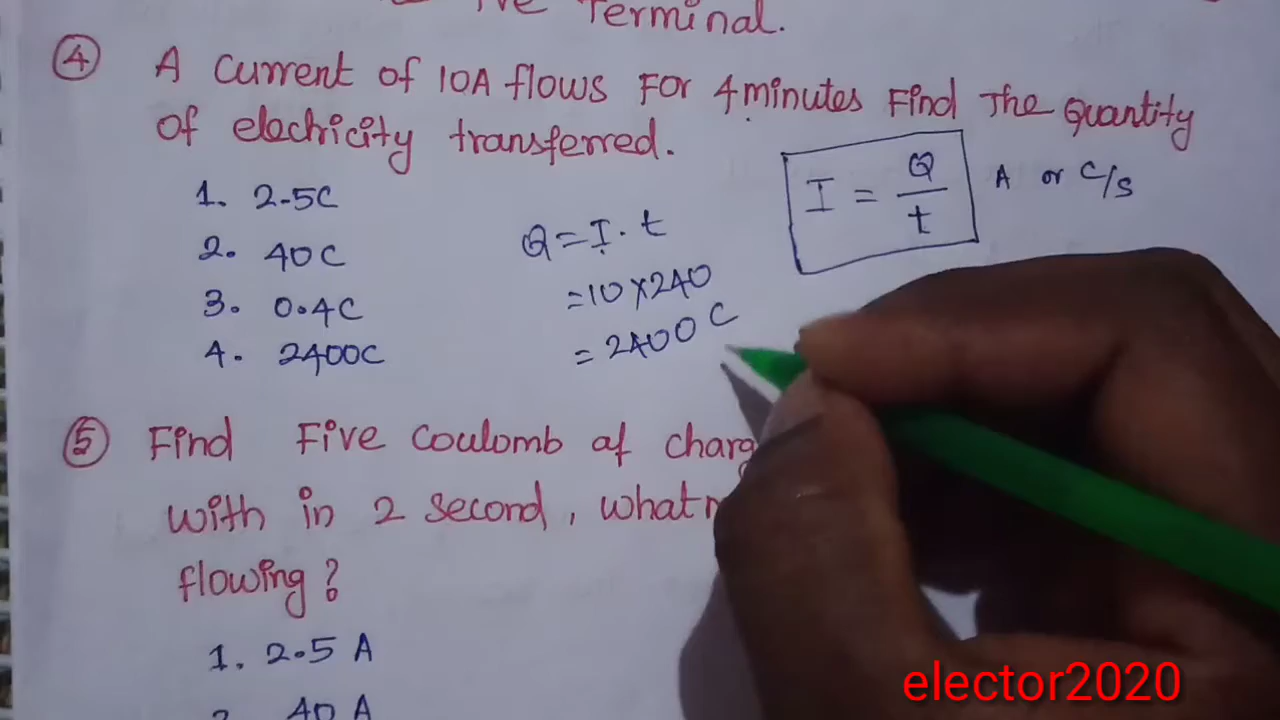 Terminal.
④ A Current of 10A flows For 4 minutes Find The Quantity
Of electricity transferred.
1. 2.5C
2. 40C
3. 0.4C
4. 2400C
Q = I . t
= 10 × 240
= 2400 C
I = Q/t
A or C/s
⑤ Find Five Coulomb of
with in 2 second, what
flowing?
1. 2.5 A
40 A
elector2020